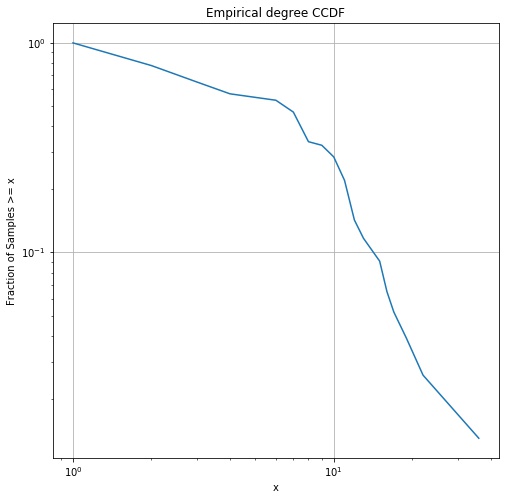 Empirical degree CCDF
Fraction of Samples >= x
10⁰
10⁻¹
10⁰
10¹
x